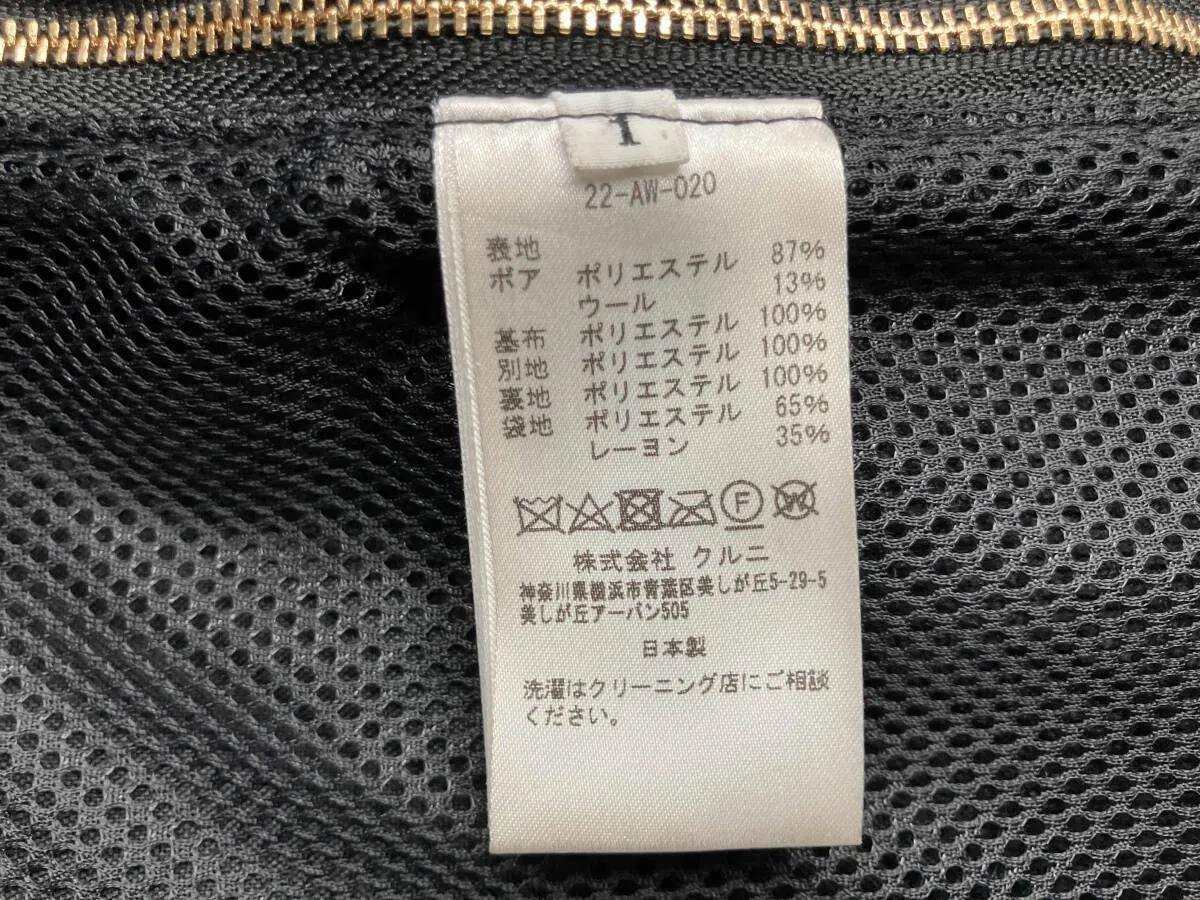 1
22-AW-020
表地
ボア ポリエステル 87%
ウール 13%
基布 ポリエステル 100%
別地 ポリエステル 100%
裏地 ポリエステル 100%
袋地 ポリエステル 65%
レーヨン 35%
F W
株式会社 クルニ
神奈川県横浜市青葉区美しが丘5-29-5
美しが丘アーバン505
日本製
洗濯はクリーニング店にご相談
ください。